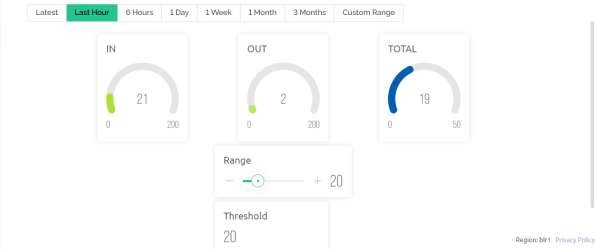 Latest Last Hour 6 Hours 1 Day 1 Week 1 Month 3 Months Custom Range
IN OUT TOTAL
21 2 19
0 200 0 200 0 50
Range
20
Threshold
20
Region: blr1 Privacy Policy